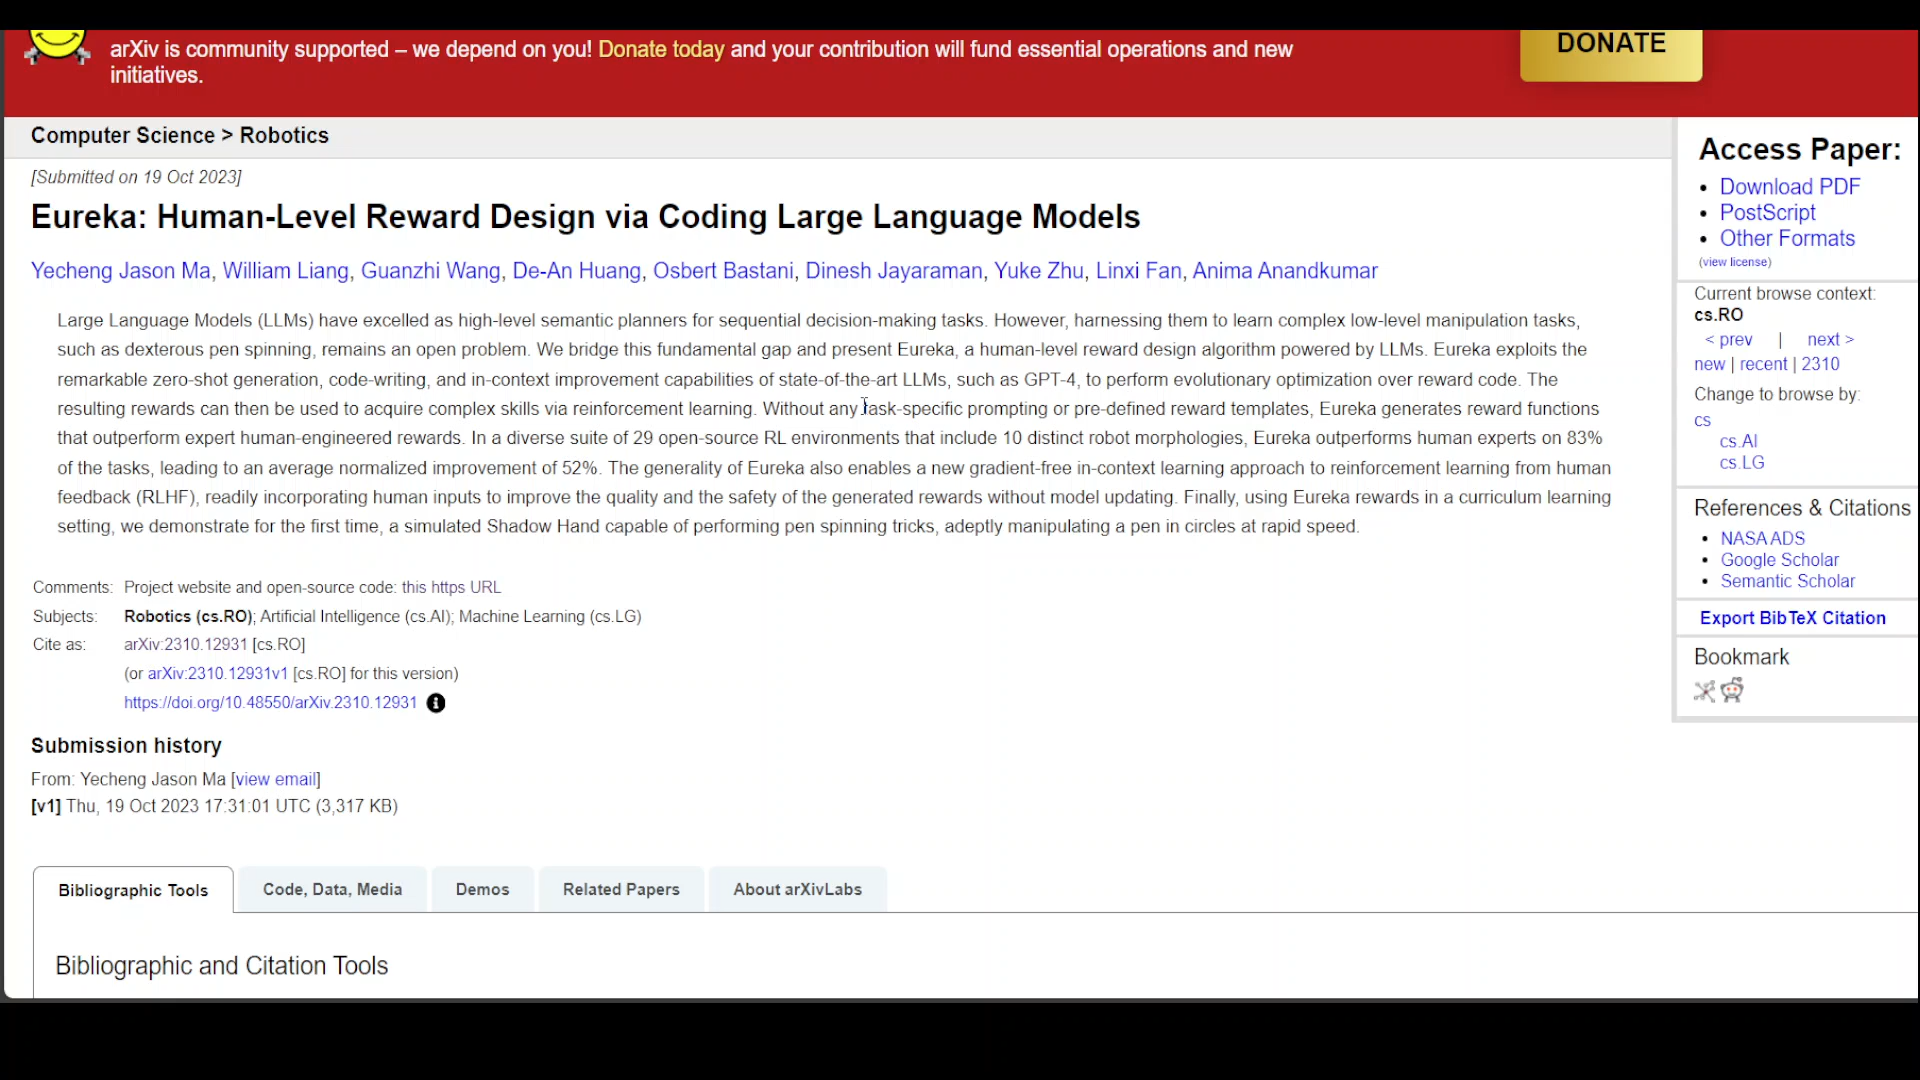 arXiv is community supported – we depend on you! Donate today and your contribution will fund essential operations and new
initiatives.
DONATE
Computer Science > Robotics
[Submitted on 19 Oct 2023]
Eureka: Human-Level Reward Design via Coding Large Language Models
Yecheng Jason Ma, William Liang, Guanzhi Wang, De-An Huang, Osbert Bastani, Dinesh Jayaraman, Yuke Zhu, Linxi Fan, Anima Anandkumar
Large Language Models (LLMs) have excelled as high-level semantic planners for sequential decision-making tasks. However, harnessing them to learn complex low-level manipulation tasks,
such as dexterous pen spinning, remains an open problem. We bridge this fundamental gap and present Eureka, a human-level reward design algorithm powered by LLMs. Eureka exploits the
remarkable zero-shot generation, code-writing, and in-context improvement capabilities of state-of-the-art LLMs, such as GPT-4, to perform evolutionary optimization over reward code. The
resulting rewards can then be used to acquire complex skills via reinforcement learning. Without any task-specific prompting or pre-defined reward templates, Eureka generates reward functions
that outperform expert human-engineered rewards. In a diverse suite of 29 open-source RL environments that include 10 distinct robot morphologies, Eureka outperforms human experts on 83%
of the tasks, leading to an average normalized improvement of 52%. The generality of Eureka also enables a new gradient-free in-context learning approach to reinforcement learning from human
feedback (RLHF), readily incorporating human inputs to improve the quality and the safety of the generated rewards without model updating. Finally, using Eureka rewards in a curriculum learning
setting, we demonstrate for the first time, a simulated Shadow Hand capable of performing pen spinning tricks, adeptly manipulating a pen in circles at rapid speed.
Comments: Project website and open-source code: this https URL
Subjects: Robotics (cs.RO); Artificial Intelligence (cs.AI); Machine Learning (cs.LG)
Cite as: arXiv:2310.12931 [cs.RO]
(or arXiv:2310.12931v1 [cs.RO] for this version)
https://doi.org/10.48550/arXiv.2310.12931
Submission history
From: Yecheng Jason Ma [view email]
[v1] Thu, 19 Oct 2023 17:31:01 UTC (3,317 KB)
Bibliographic Tools
Code, Data, Media
Demos
Related Papers
About arXivLabs
Bibliographic and Citation Tools
Access Paper:
Download PDF
PostScript
Other Formats
(view license)
Current browse context:
cs.RO
< prev | next >
new | recent | 2310
Change to browse by:
cs
cs.AI
cs.LG
References & Citations
NASA ADS
Google Scholar
Semantic Scholar
Export BibTeX Citation
Bookmark